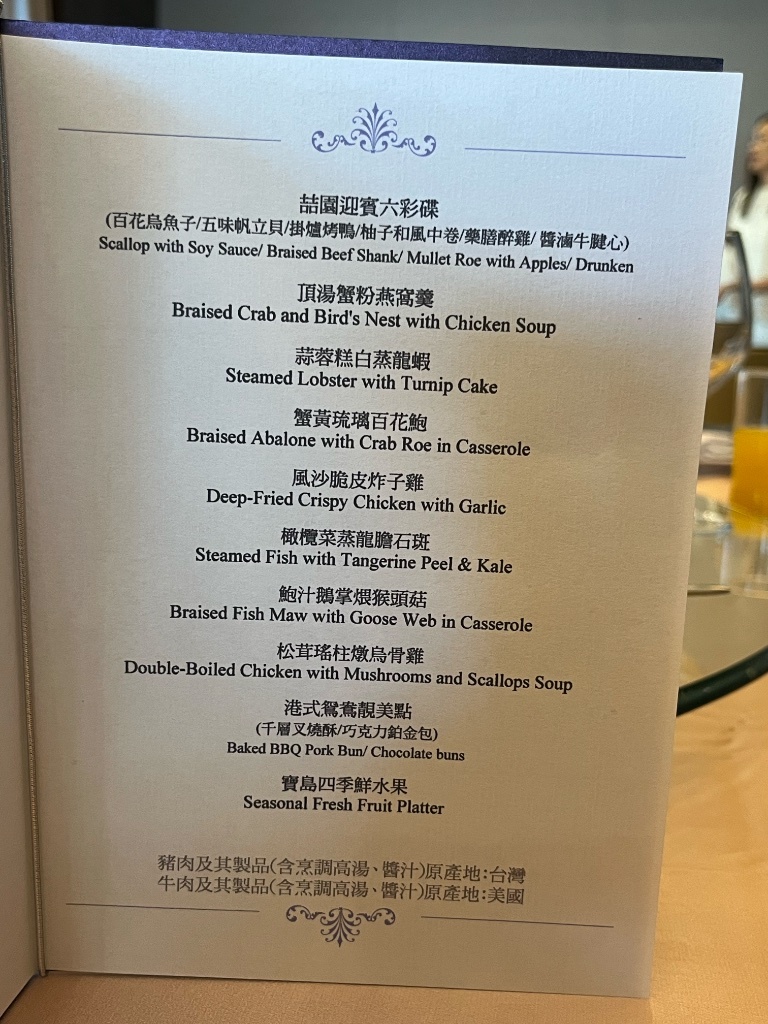 喆園迎賓六彩碟
(百花烏魚子/五味帆立貝/掛爐烤鴨/柚子和風中卷/藥膳醉雞/ 醬滷牛腱心)
Scallop with Soy Sauce/ Braised Beef Shank/ Mullet Roe with Apples/ Drunken
頂湯蟹粉燕窩羹
Braised Crab and Bird's Nest with Chicken Soup
蒜蓉糕白蒸龍蝦
Steamed Lobster with Turnip Cake
蟹黃琉璃百花鮑
Braised Abalone with Crab Roe in Casserole
風沙脆皮炸子雞
Deep-Fried Crispy Chicken with Garlic
橄欖菜蒸龍膽石斑
Steamed Fish with Tangerine Peel & Kale
鮑汁鵝掌煨猴頭菇
Braised Fish Maw with Goose Web in Casserole
松茸瑤柱燉烏骨雞
Double-Boiled Chicken with Mushrooms and Scallops Soup
港式鴛鴦靚美點
(千層叉燒酥/巧克力鉑金包)
Baked BBQ Pork Bun/ Chocolate buns
寶島四季鮮水果
Seasonal Fresh Fruit Platter
豬肉及其製品(含烹調高湯、醬汁)原產地:台灣
牛肉及其製品(含烹調高湯、醬汁)原產地:美國